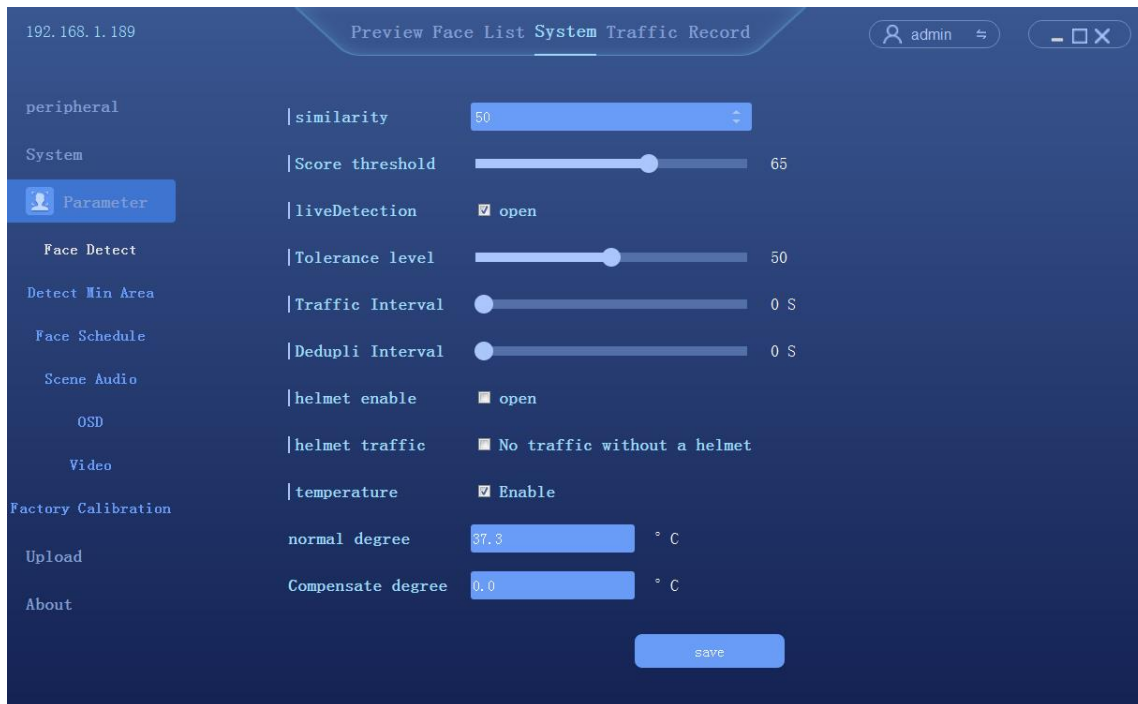 192.168.1.189
Preview Face List System Traffic Record
admin
peripheral
System
Parameter
Face Detect
Detect Min Area
Face Schedule
Scene Audio
OSD
Video
Factory Calibration
Upload
About
similarity 50
Score threshold 65
liveDetection open
Tolerance level 50
Traffic Interval 0 S
Dedupli Interval 0 S
helmet enable open
helmet traffic No traffic without a helmet
temperature Enable
normal degree 37.3 ° C
Compensate degree 0.0 ° C
save